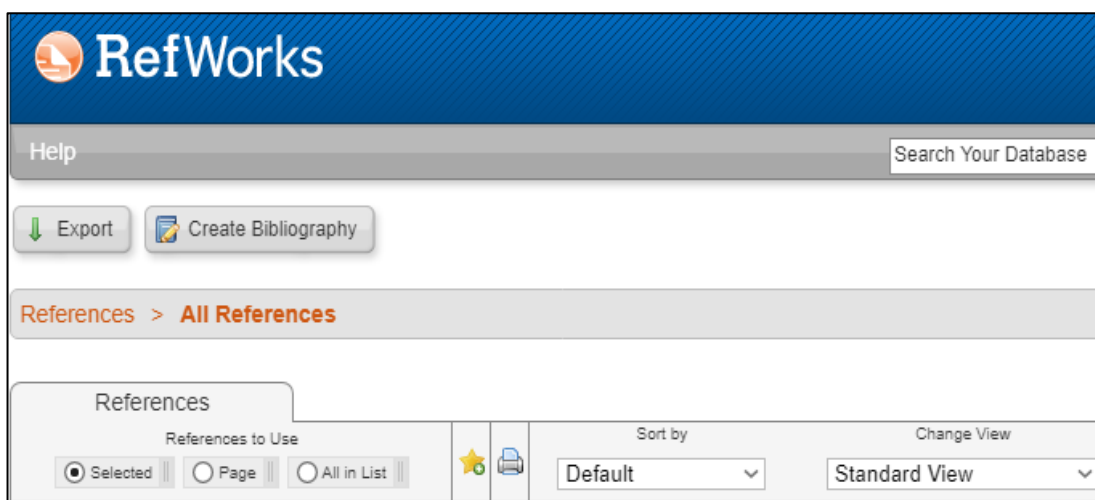 RefWorks
Help
Search Your Database
Export Create Bibliography
References > All References
References
References to Use Sort by Change View
Selected Page All in List Default Standard View